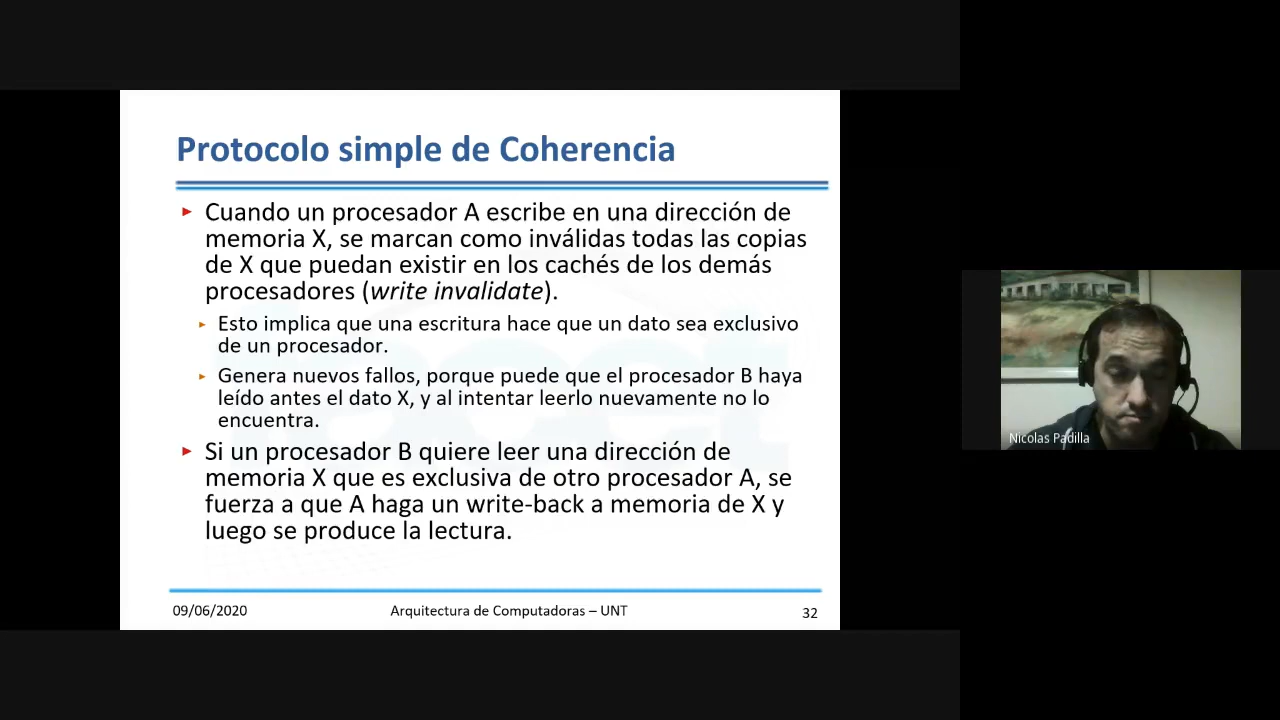 Protocolo simple de Coherencia
Cuando un procesador A escribe en una dirección de
memoria X, se marcan como inválidas todas las copias
de X que puedan existir en los cachés de los demás
procesadores (write invalidate).
Esto implica que una escritura hace que un dato sea exclusivo
de un procesador.
Genera nuevos fallos, porque puede que el procesador B haya
leído antes el dato X, y al intentar leerlo nuevamente no lo
encuentra.
Si un procesador B quiere leer una dirección de
memoria X que es exclusiva de otro procesador A, se
fuerza a que A haga un write-back a memoria de X y
luego se produce la lectura.
09/06/2020
Arquitectura de Computadoras – UNT
32
Nicolas Padilla